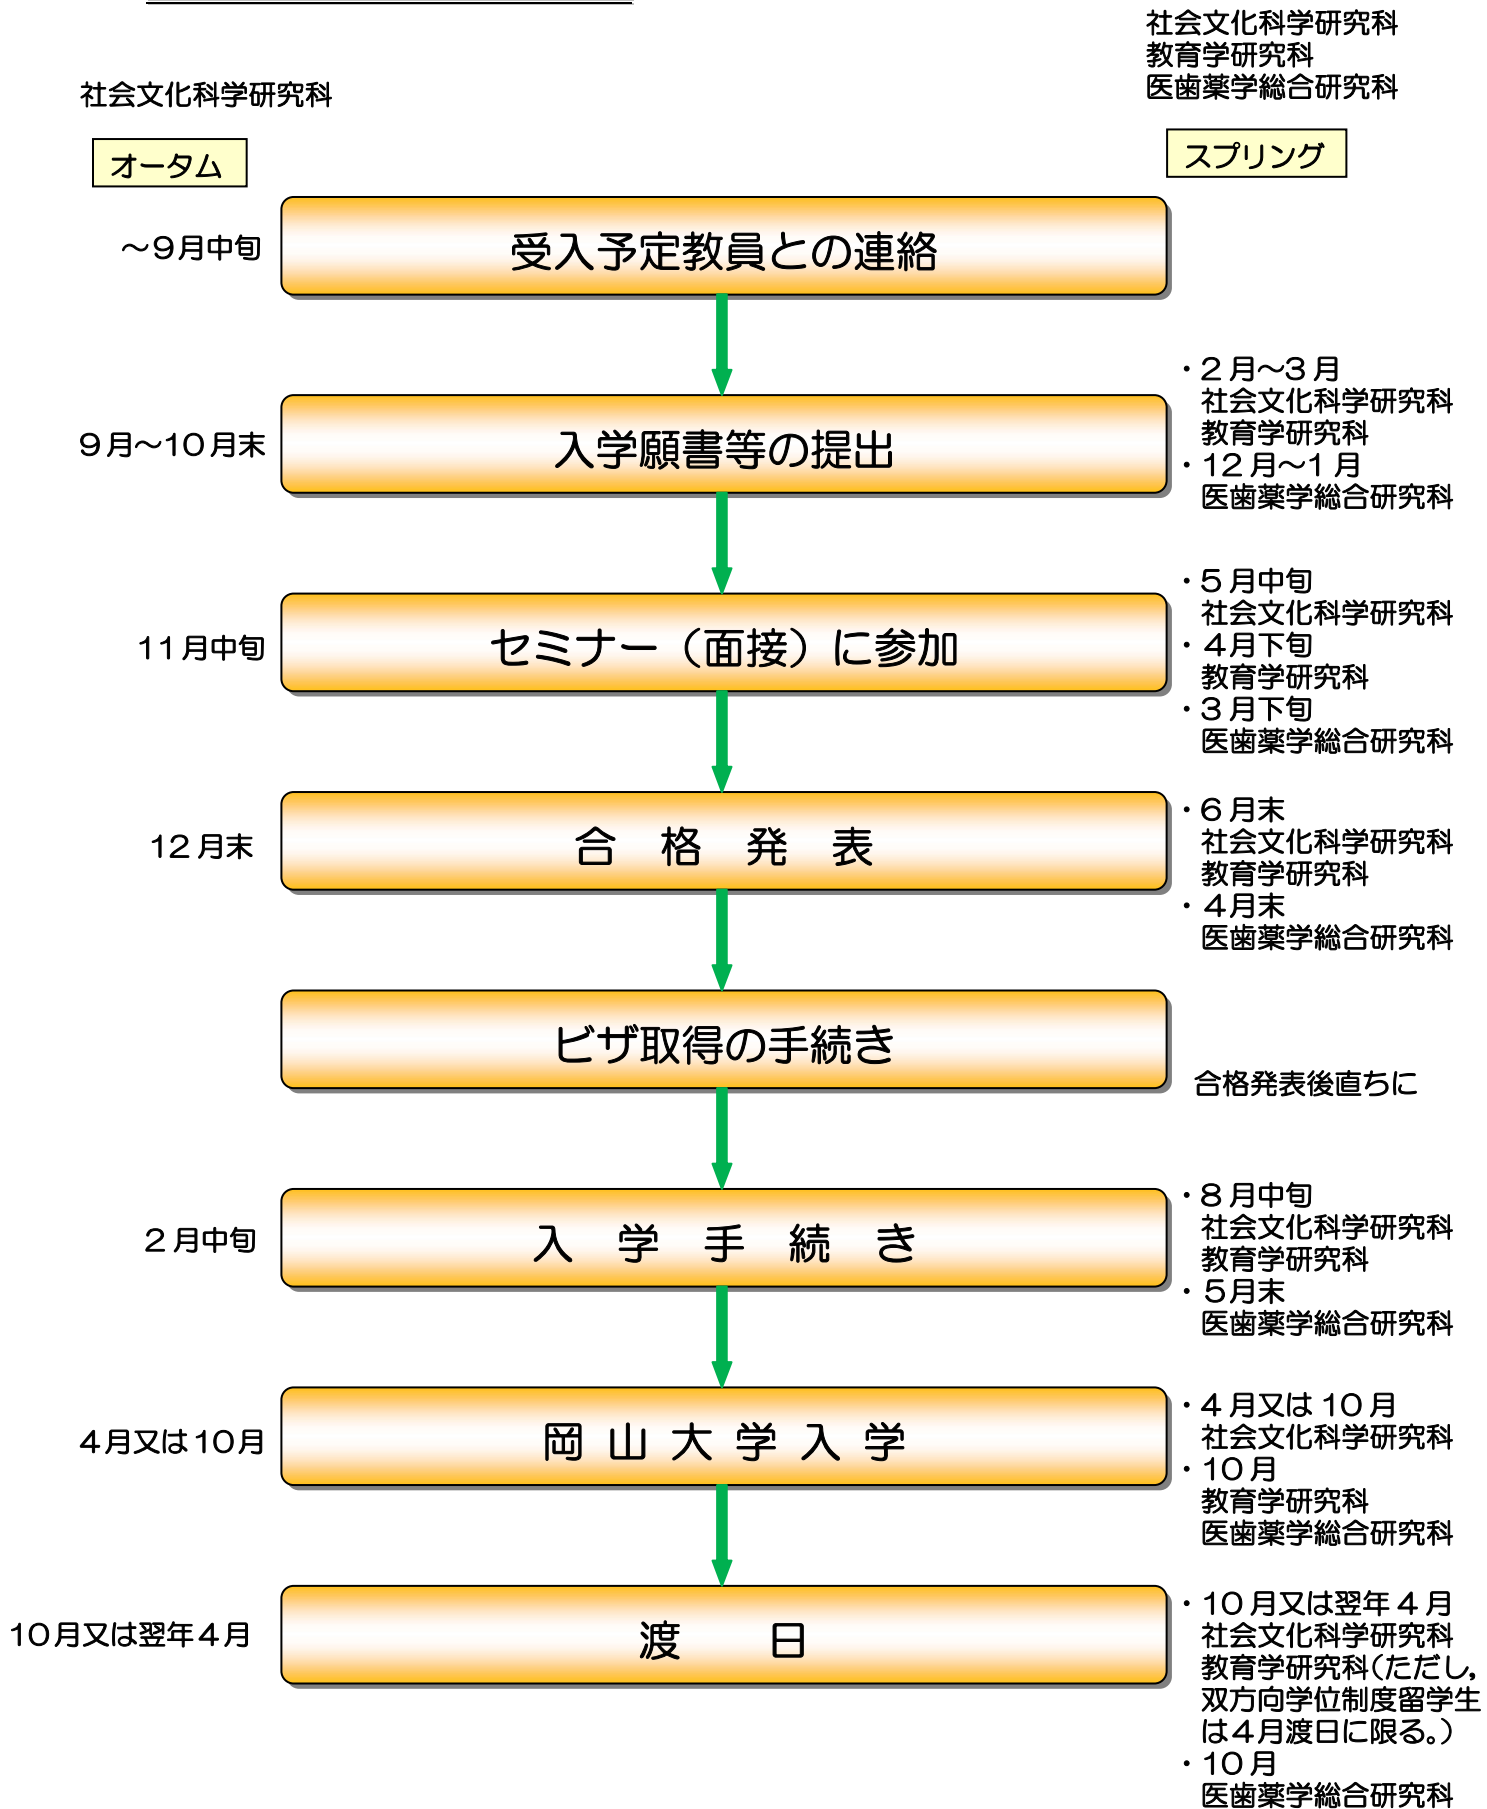 社会文化科学研究科
教育学研究科
医歯薬学総合研究科
社会文化科学研究科
オータム
スプリング
～９月中旬
受入予定教員との連絡
９月～10月末
入学願書等の提出
・２月～３月
社会文化科学研究科
教育学研究科
・12月～１月
医歯薬学総合研究科
11月中旬
セミナー（面接）に参加
・５月中旬
社会文化科学研究科
・４月下旬
教育学研究科
・３月下旬
医歯薬学総合研究科
12月末
合　格　発　表
・６月末
社会文化科学研究科
教育学研究科
・４月末
医歯薬学総合研究科
ビザ取得の手続き
合格発表後直ちに
２月中旬
入　学　手　続　き
・８月中旬
社会文化科学研究科
教育学研究科
・５月末
医歯薬学総合研究科
４月又は10月
岡 山 大 学 入 学
・４月又は10月
社会文化科学研究科
・10月
教育学研究科
医歯薬学総合研究科
10月又は翌年４月
渡　　日
・10月又は翌年４月
社会文化科学研究科
教育学研究科（ただし，
双方向学位制度留学生
は４月渡日に限る。）
・10月
医歯薬学総合研究科